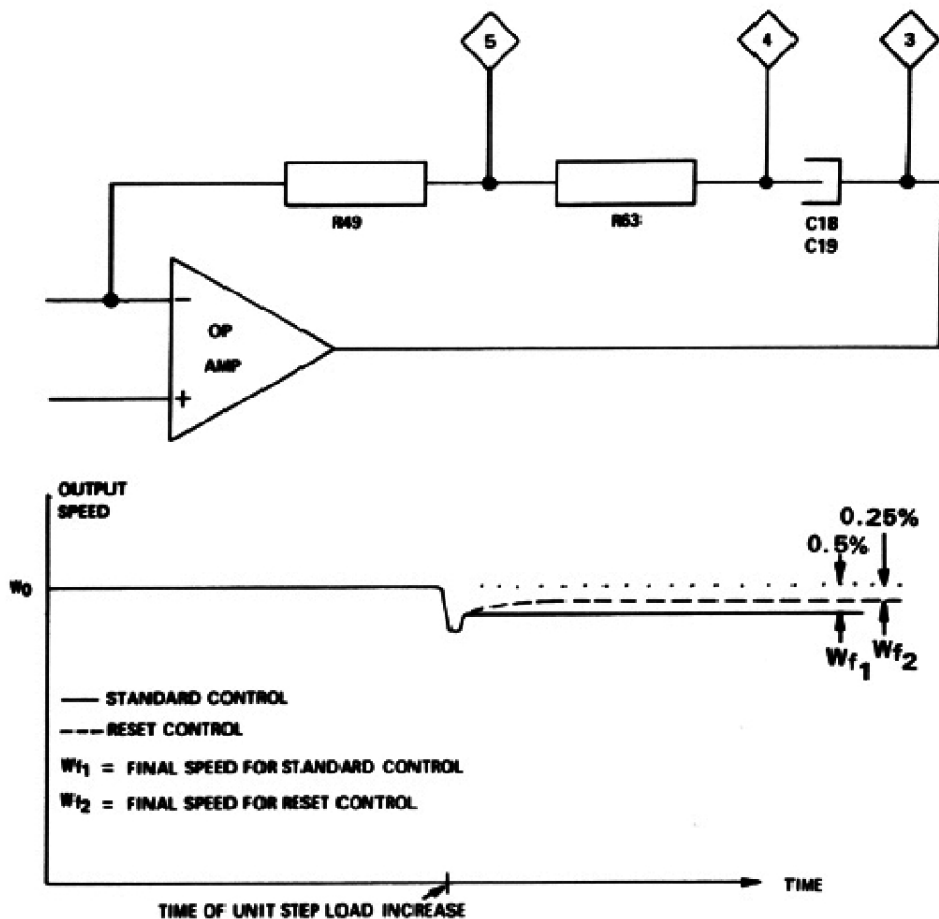 5 4 3
R49 R63
C18
C19
−
OP
AMP
+
OUTPUT
SPEED
0.25%
0.5%
W0
Wf1 Wf2
—— STANDARD CONTROL
---RESET CONTROL
Wf1 = FINAL SPEED FOR STANDARD CONTROL
Wf2 = FINAL SPEED FOR RESET CONTROL
TIME
TIME OF UNIT STEP LOAD INCREASE